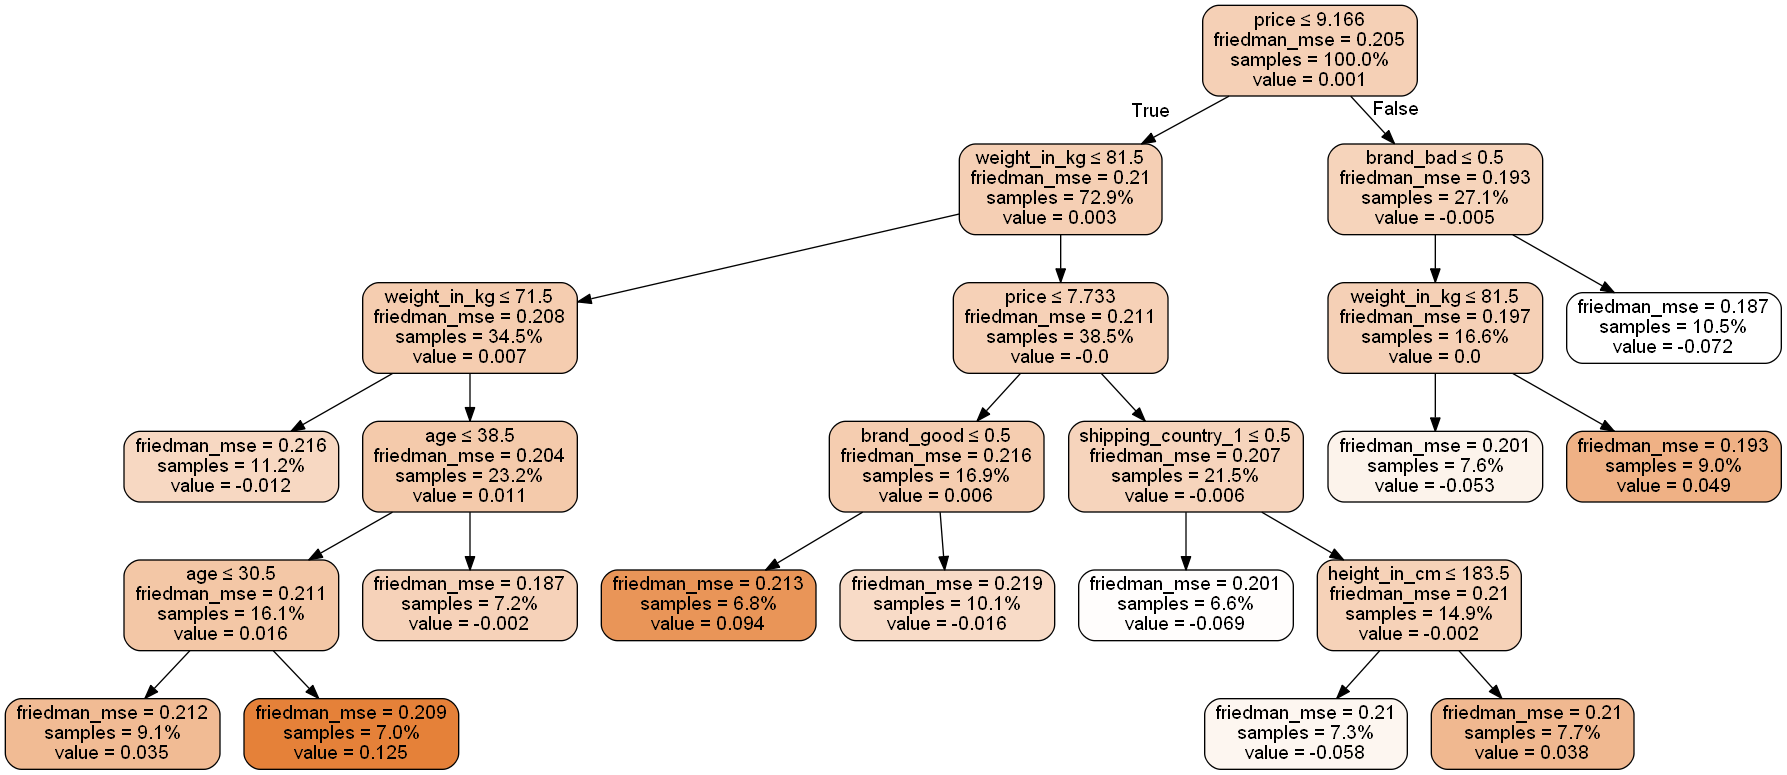 price ≤ 9.166
friedman_mse = 0.205
samples = 100.0%
value = 0.001
True
False
weight_in_kg ≤ 81.5
friedman_mse = 0.21
samples = 72.9%
value = 0.003
brand_bad ≤ 0.5
friedman_mse = 0.193
samples = 27.1%
value = -0.005
weight_in_kg ≤ 71.5
friedman_mse = 0.208
samples = 34.5%
value = 0.007
price ≤ 7.733
friedman_mse = 0.211
samples = 38.5%
value = -0.0
weight_in_kg ≤ 81.5
friedman_mse = 0.197
samples = 16.6%
value = 0.0
friedman_mse = 0.187
samples = 10.5%
value = -0.072
friedman_mse = 0.216
samples = 11.2%
value = -0.012
age ≤ 38.5
friedman_mse = 0.204
samples = 23.2%
value = 0.011
brand_good ≤ 0.5
friedman_mse = 0.216
samples = 16.9%
value = 0.006
shipping_country_1 ≤ 0.5
friedman_mse = 0.207
samples = 21.5%
value = -0.006
friedman_mse = 0.201
samples = 7.6%
value = -0.053
friedman_mse = 0.193
samples = 9.0%
value = 0.049
age ≤ 30.5
friedman_mse = 0.211
samples = 16.1%
value = 0.016
friedman_mse = 0.187
samples = 7.2%
value = -0.002
friedman_mse = 0.213
samples = 6.8%
value = 0.094
friedman_mse = 0.219
samples = 10.1%
value = -0.016
friedman_mse = 0.201
samples = 6.6%
value = -0.069
height_in_cm ≤ 183.5
friedman_mse = 0.21
samples = 14.9%
value = -0.002
friedman_mse = 0.212
samples = 9.1%
value = 0.035
friedman_mse = 0.209
samples = 7.0%
value = 0.125
friedman_mse = 0.21
samples = 7.3%
value = -0.058
friedman_mse = 0.21
samples = 7.7%
value = 0.038